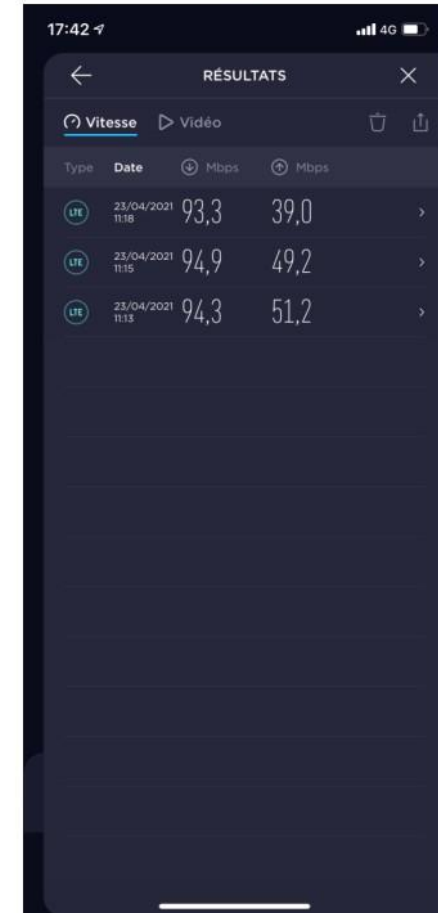 17:42 4G
RÉSULTATS
Vitesse Vidéo
Type Date Mbps Mbps
LTE 23/04/2021 11:18 93,3 39,0
LTE 23/04/2021 11:15 94,9 49,2
LTE 23/04/2021 11:13 94,3 51,2